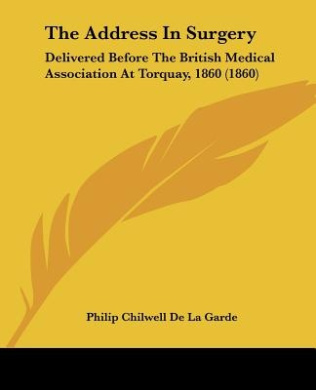 The Address In Surgery
Delivered Before The British Medical
Association At Torquay, 1860 (1860)
Philip Chilwell De La Garde